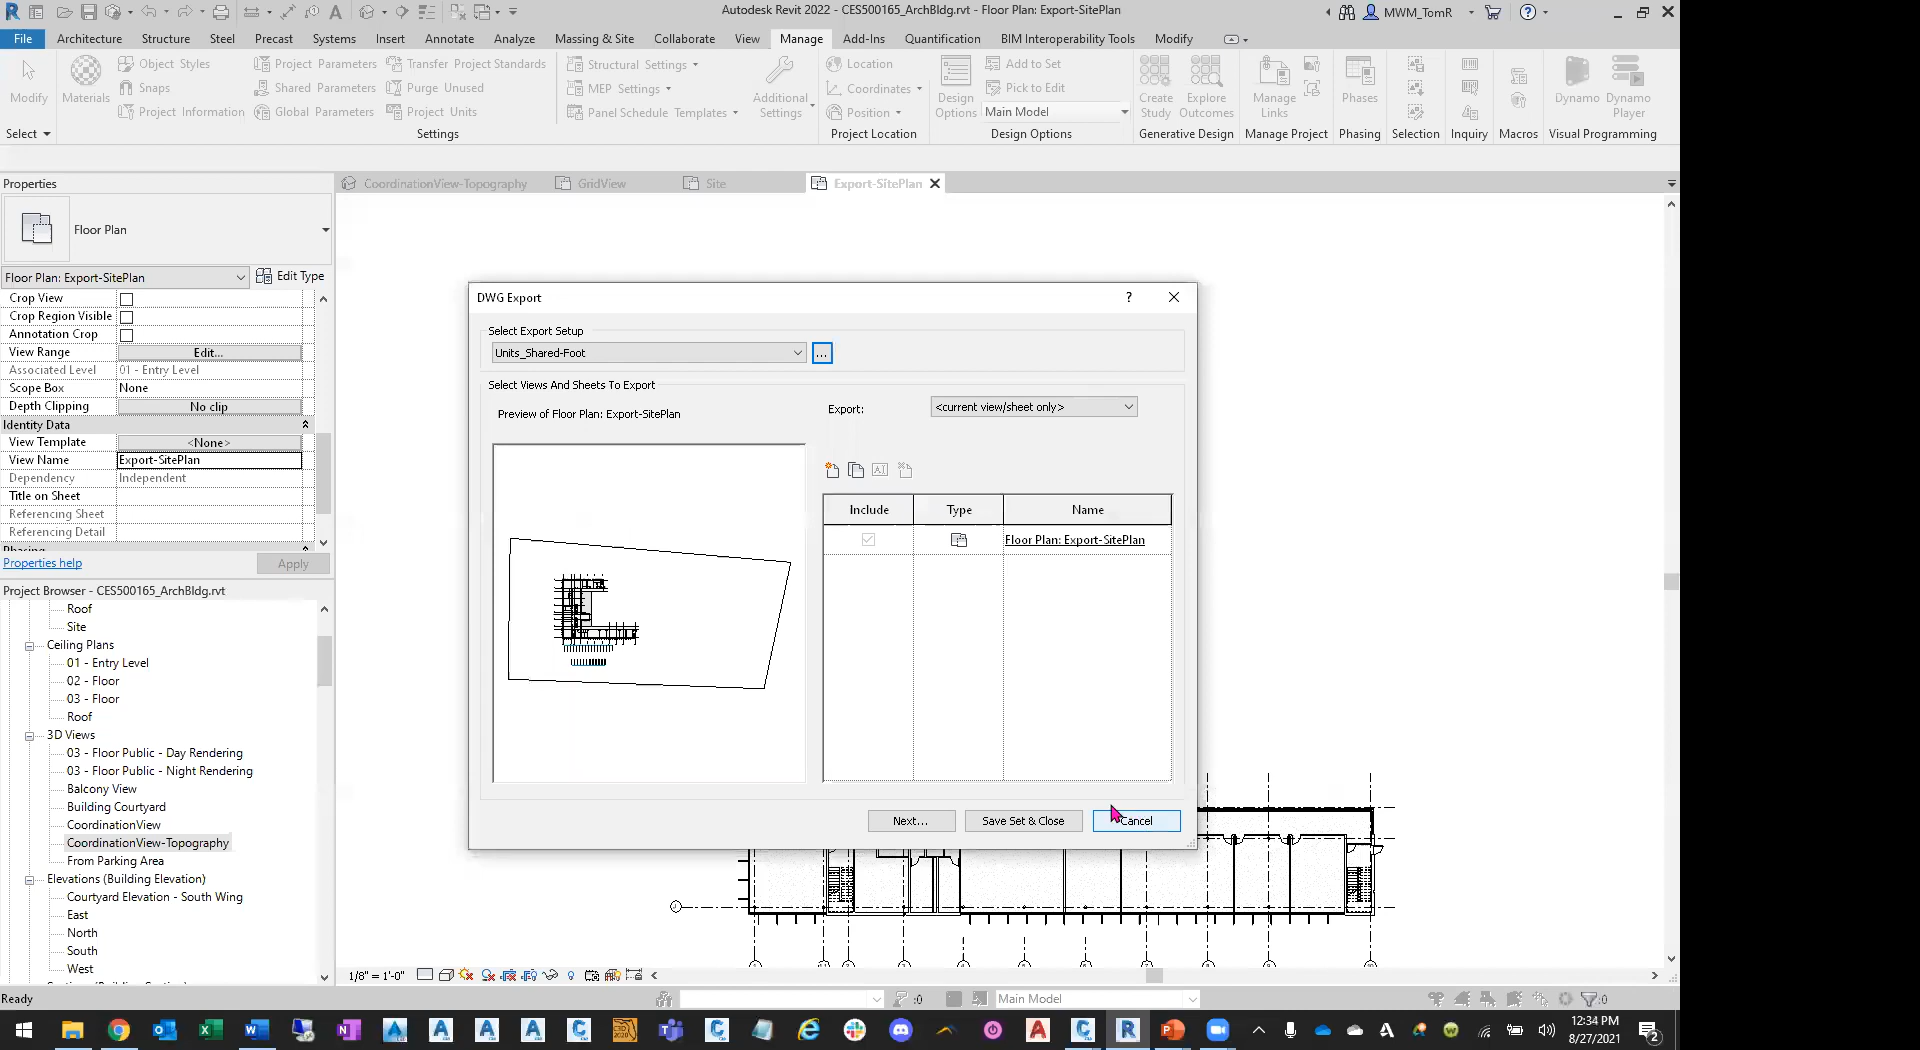 Autodesk Revit 2022 - CES500165_ArchBldg.rvt - Floor Plan: Export-SitePlan
MWM_TomR
File Architecture Structure Steel Precast Systems Insert Annotate Analyze Massing & Site Collaborate View Manage Add-Ins Quantification BIM Interoperability Tools Modify
Object Styles Project Parameters Transfer Project Standards Structural Settings Location Add to Set
Snaps Shared Parameters Purge Unused MEP Settings Coordinates Pick to Edit
Modify Materials Additional Design Create Explore Manage Phases Dynamo Dynamo
Project Information Global Parameters Project Units Panel Schedule Templates Settings Position Options Main Model Study Outcomes Links Player
Select Settings Project Location Design Options Generative Design Manage Project Phasing Selection Inquiry Macros Visual Programming
Properties
CoordinationView-Topography GridView Site Export-SitePlan
Floor Plan
Floor Plan: Export-SitePlan Edit Type
Crop View
Crop Region Visible
Annotation Crop
View Range Edit...
Associated Level 01 - Entry Level
Scope Box None
Depth Clipping No clip
Identity Data
View Template <None>
View Name Export-SitePlan
Dependency Independent
Title on Sheet
Referencing Sheet
Referencing Detail
Phasing
Properties help Apply
Project Browser - CES500165_ArchBldg.rvt
Roof
Site
Ceiling Plans
01 - Entry Level
02 - Floor
03 - Floor
Roof
3D Views
03 - Floor Public - Day Rendering
03 - Floor Public - Night Rendering
Balcony View
Building Courtyard
CoordinationView
CoordinationView-Topography
From Parking Area
Elevations (Building Elevation)
Courtyard Elevation - South Wing
East
North
South
West
DWG Export ?
Select Export Setup
Units_Shared-Foot ...
Select Views And Sheets To Export
Preview of Floor Plan: Export-SitePlan
Export: <current view/sheet only>
Include Type Name
Floor Plan: Export-SitePlan
Next... Save Set & Close Cancel
1/8" = 1'-0"
Ready :0 Main Model :0
12:34 PM
8/27/2021
2